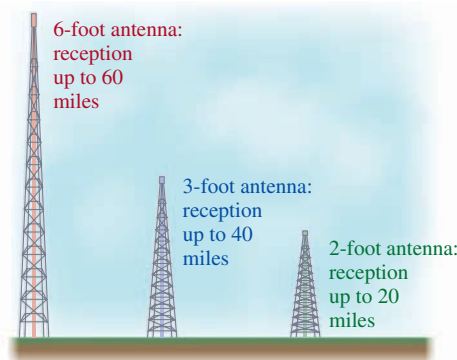 6-foot antenna:
reception
up to 60
miles
3-foot antenna:
reception
up to 40
miles
2-foot antenna:
reception
up to 20
miles